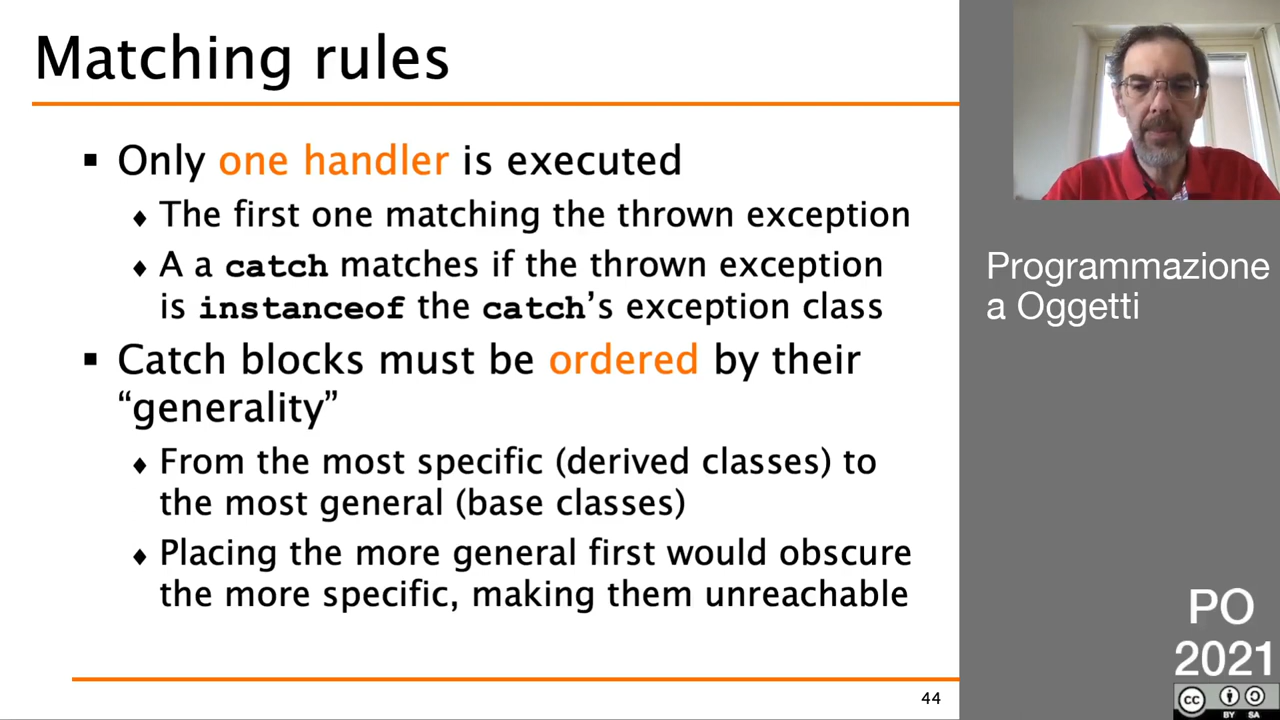 Matching rules
▪ Only one handler is executed
♦ The first one matching the thrown exception
♦ A a catch matches if the thrown exception
is instanceof the catch’s exception class
▪ Catch blocks must be ordered by their
“generality”
♦ From the most specific (derived classes) to
the most general (base classes)
♦ Placing the more general first would obscure
the more specific, making them unreachable
44
Programmazione
a Oggetti
PO
2021
cc
BY SA